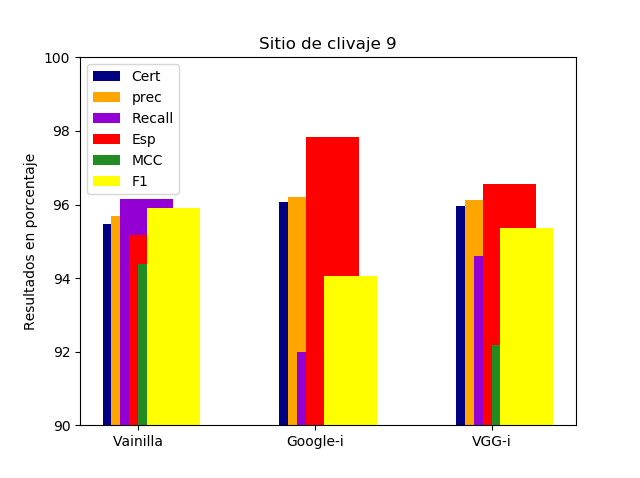 Sitio de clivaje 9
100
98
96
94
92
90
Resultados en porcentaje
Cert
prec
Recall
Esp
MCC
F1
Vainilla
Google-i
VGG-i